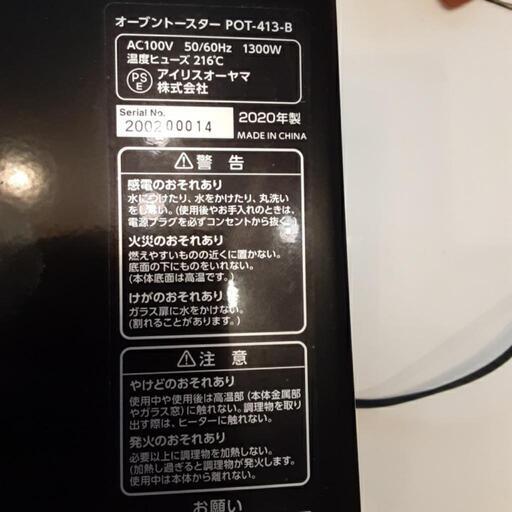 オーブントースター POT-413-B
AC100V 50/60Hz 1300W
温度ヒューズ 216℃
PSE アイリスオーヤマ
株式会社
Serial No.
200200014
2020年製
MADE IN CHINA
⚠警告
感電のおそれあり
水につけたり、水をかけたり、丸洗い
をしない。(使用後やお手入れのときは、
電源プラグを必ずコンセントから抜く。)
火災のおそれあり
燃えやすいものの近くに置かない。
底面の下にものをいれない。
(本体底面は高温です。)
けがのおそれあり
ガラス扉に水をかけない。
(割れることがあります。)
⚠注意
やけどのおそれあり
使用中や使用後は高温部(本体金属部
やガラス窓)に触れない。調理物を取り
出す際は、ヒーターに触れない。
発火のおそれあり
必要以上に調理物を加熱しない。
(加熱し過ぎると調理物が発火します。
使用中は本体から離れない。
お願い